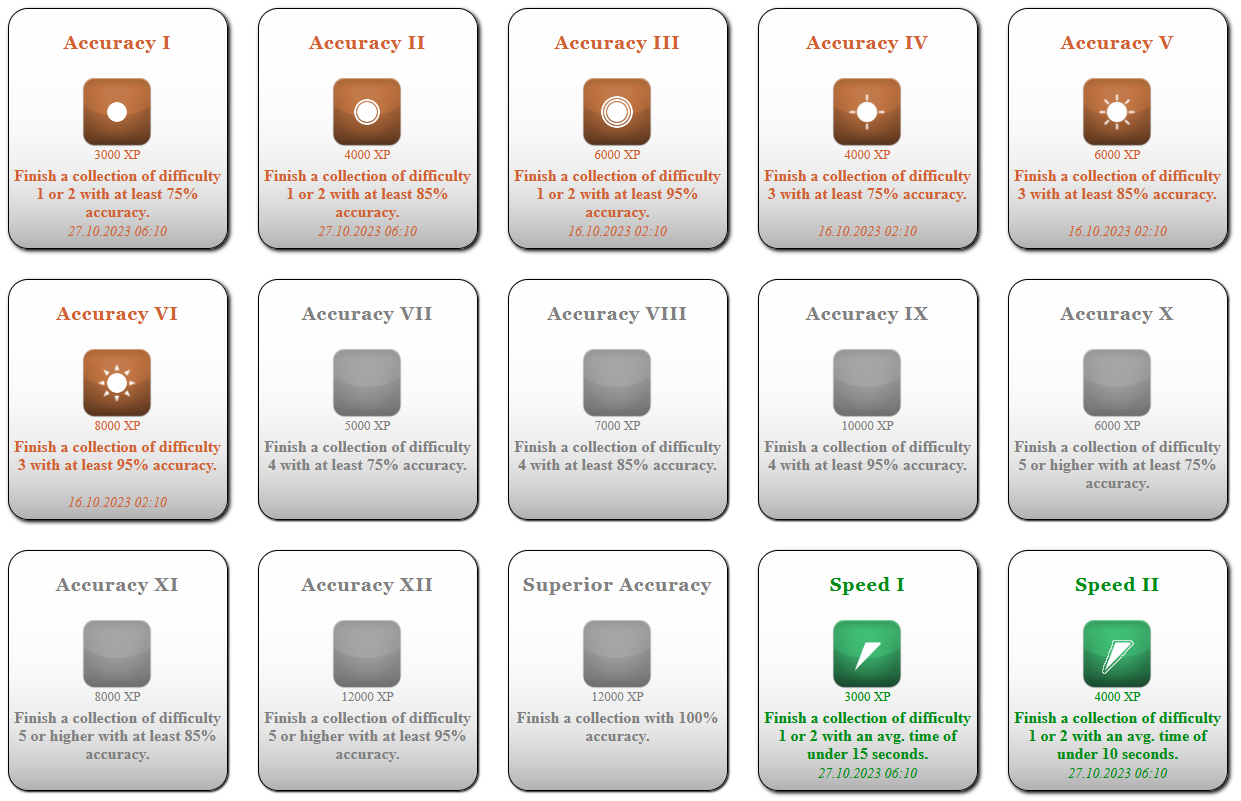 Accuracy I
3000 XP
Finish a collection of difficulty
1 or 2 with at least 75%
accuracy.
27.10.2023 06:10
Accuracy II
4000 XP
Finish a collection of difficulty
1 or 2 with at least 85%
accuracy.
27.10.2023 06:10
Accuracy III
6000 XP
Finish a collection of difficulty
1 or 2 with at least 95%
accuracy.
16.10.2023 02:10
Accuracy IV
4000 XP
Finish a collection of difficulty
3 with at least 75% accuracy.
16.10.2023 02:10
Accuracy V
6000 XP
Finish a collection of difficulty
3 with at least 85% accuracy.
16.10.2023 02:10
Accuracy VI
8000 XP
Finish a collection of difficulty
3 with at least 95% accuracy.
16.10.2023 02:10
Accuracy VII
5000 XP
Finish a collection of difficulty
4 with at least 75% accuracy.
Accuracy VIII
7000 XP
Finish a collection of difficulty
4 with at least 85% accuracy.
Accuracy IX
10000 XP
Finish a collection of difficulty
4 with at least 95% accuracy.
Accuracy X
6000 XP
Finish a collection of difficulty
5 or higher with at least 75%
accuracy.
Accuracy XI
8000 XP
Finish a collection of difficulty
5 or higher with at least 85%
accuracy.
Accuracy XII
12000 XP
Finish a collection of difficulty
5 or higher with at least 95%
accuracy.
Superior Accuracy
12000 XP
Finish a collection with 100%
accuracy.
Speed I
3000 XP
Finish a collection of difficulty
1 or 2 with an avg. time of
under 15 seconds.
27.10.2023 06:10
Speed II
4000 XP
Finish a collection of difficulty
1 or 2 with an avg. time of
under 10 seconds.
27.10.2023 06:10